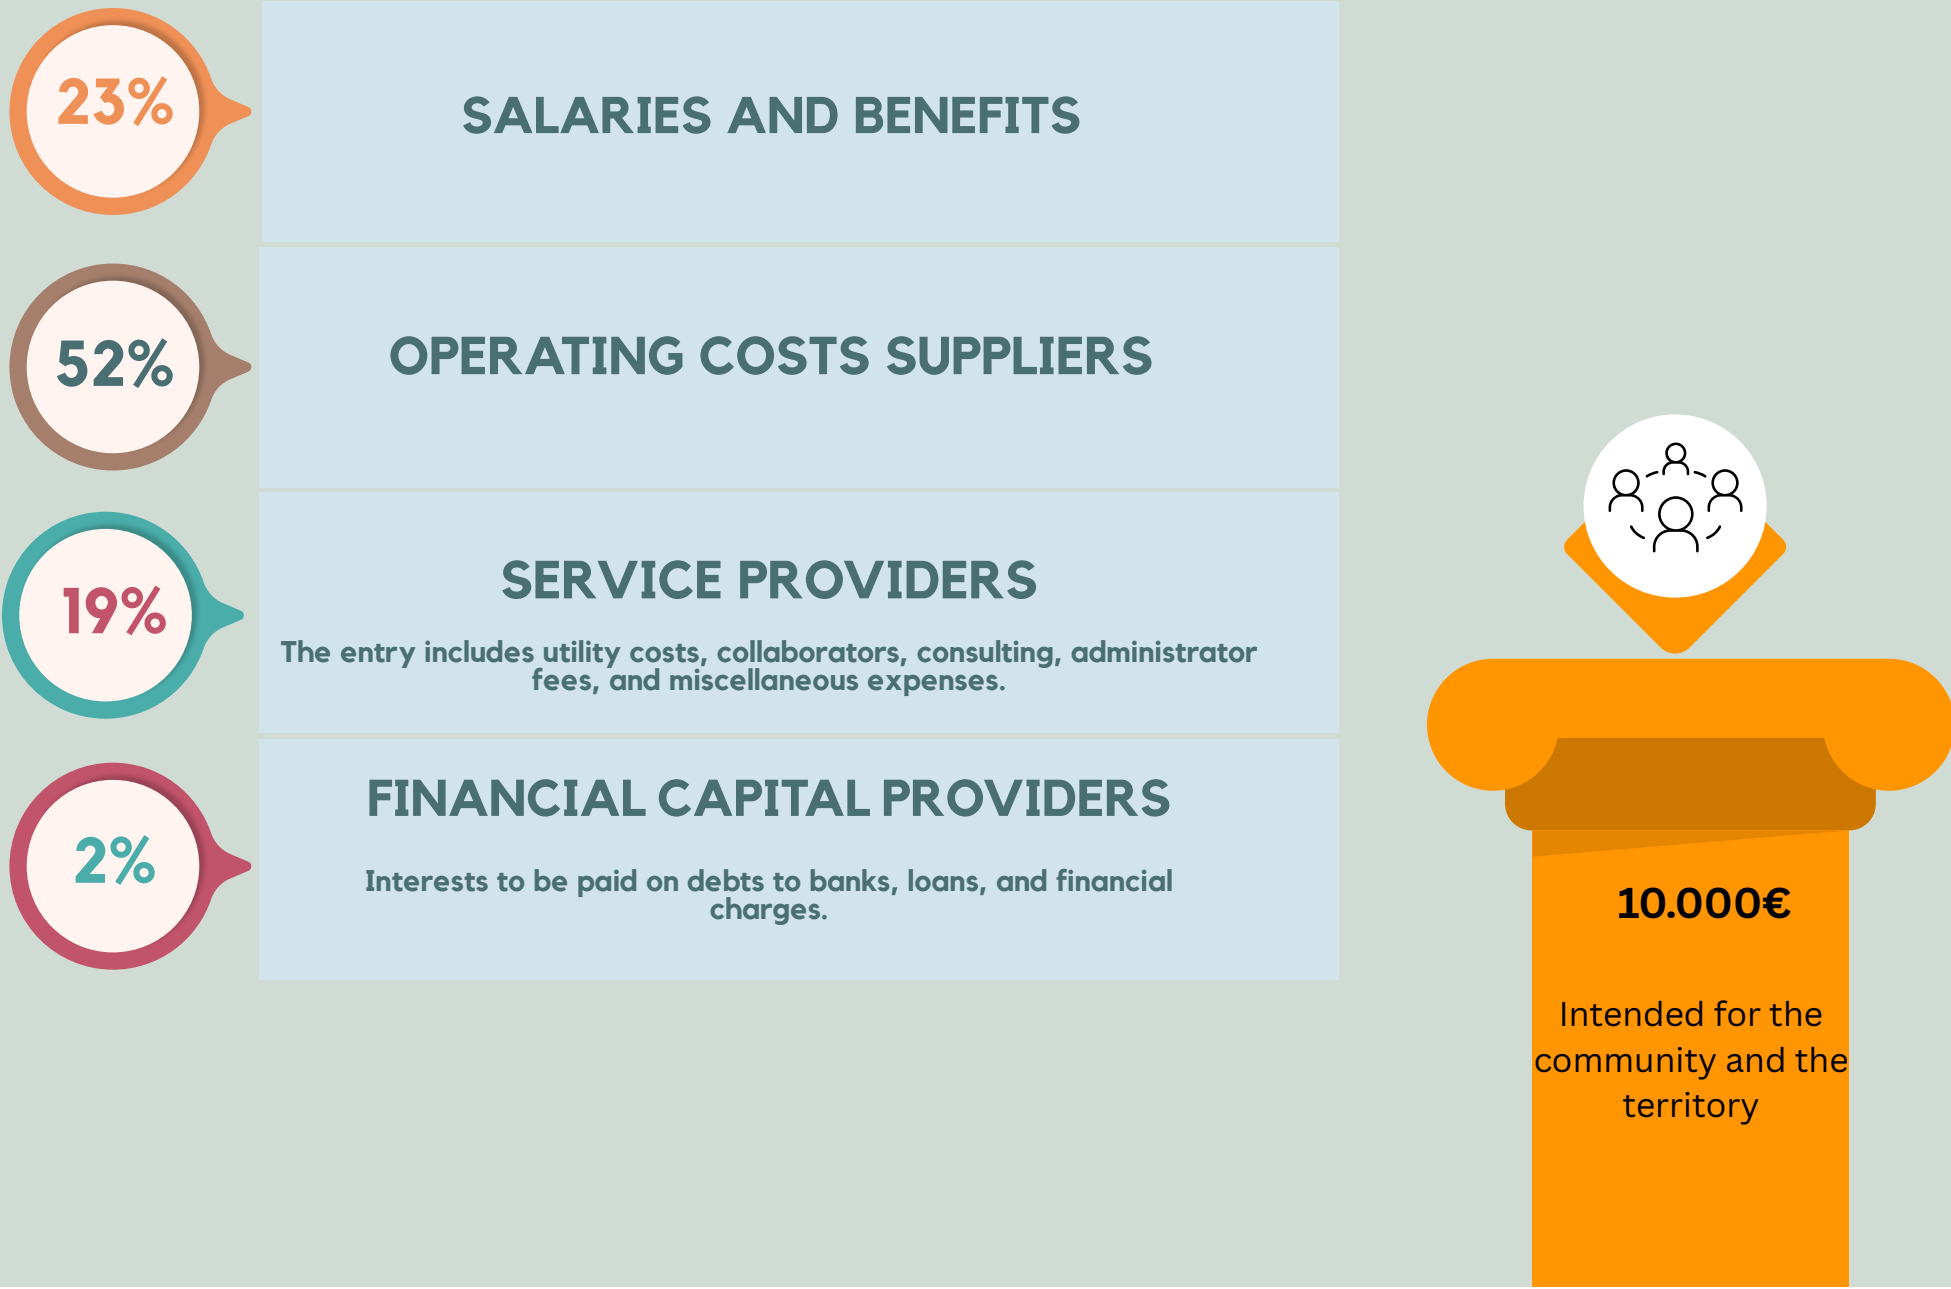 23%
SALARIES AND BENEFITS
52%
OPERATING COSTS SUPPLIERS
19%
SERVICE PROVIDERS
The entry includes utility costs, collaborators, consulting, administrator
fees, and miscellaneous expenses.
2%
FINANCIAL CAPITAL PROVIDERS
Interests to be paid on debts to banks, loans, and financial
charges.
10.000€
Intended for the
community and the
territory